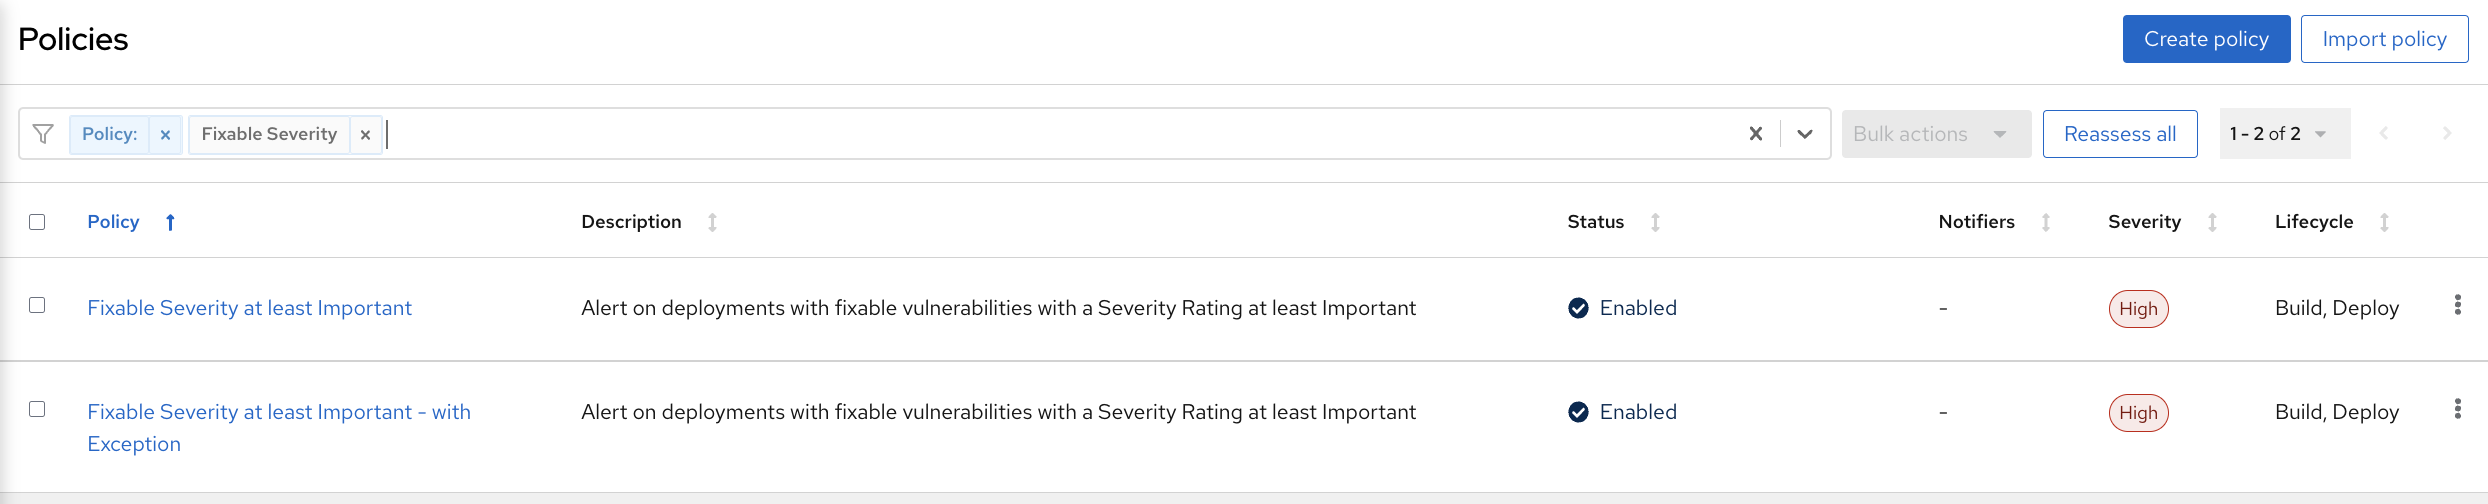 Policies
Create policy
Import policy
Policy: × Fixable Severity ×
Bulk actions
Reassess all
1 - 2 of 2
Policy Description Status Notifiers Severity Lifecycle
Fixable Severity at least Important Alert on deployments with fixable vulnerabilities with a Severity Rating at least Important Enabled - High Build, Deploy
Fixable Severity at least Important - with Alert on deployments with fixable vulnerabilities with a Severity Rating at least Important Enabled - High Build, Deploy
Exception